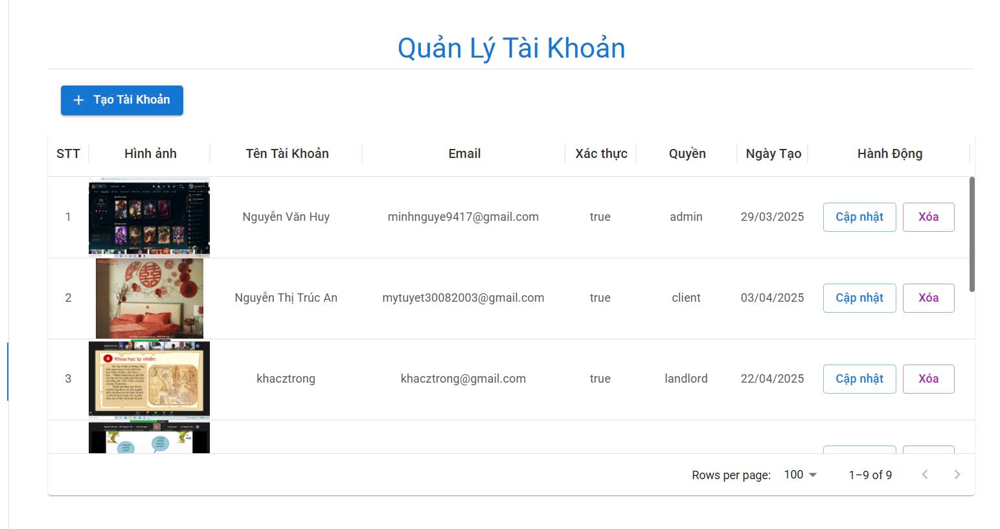 Quản Lý Tài Khoản
+ Tạo Tài Khoản
STT Hình ảnh Tên Tài Khoản Email Xác thực Quyền Ngày Tạo Hành Động
1 Nguyễn Văn Huy minhnguye9417@gmail.com true admin 29/03/2025 Cập nhật Xóa
2 Nguyễn Thị Trúc An mytuyet30082003@gmail.com true client 03/04/2025 Cập nhật Xóa
4 Khoa học tự nhiên:
3 khacztrong khacztrong@gmail.com true landlord 22/04/2025 Cập nhật Xóa
Rows per page: 100 1–9 of 9